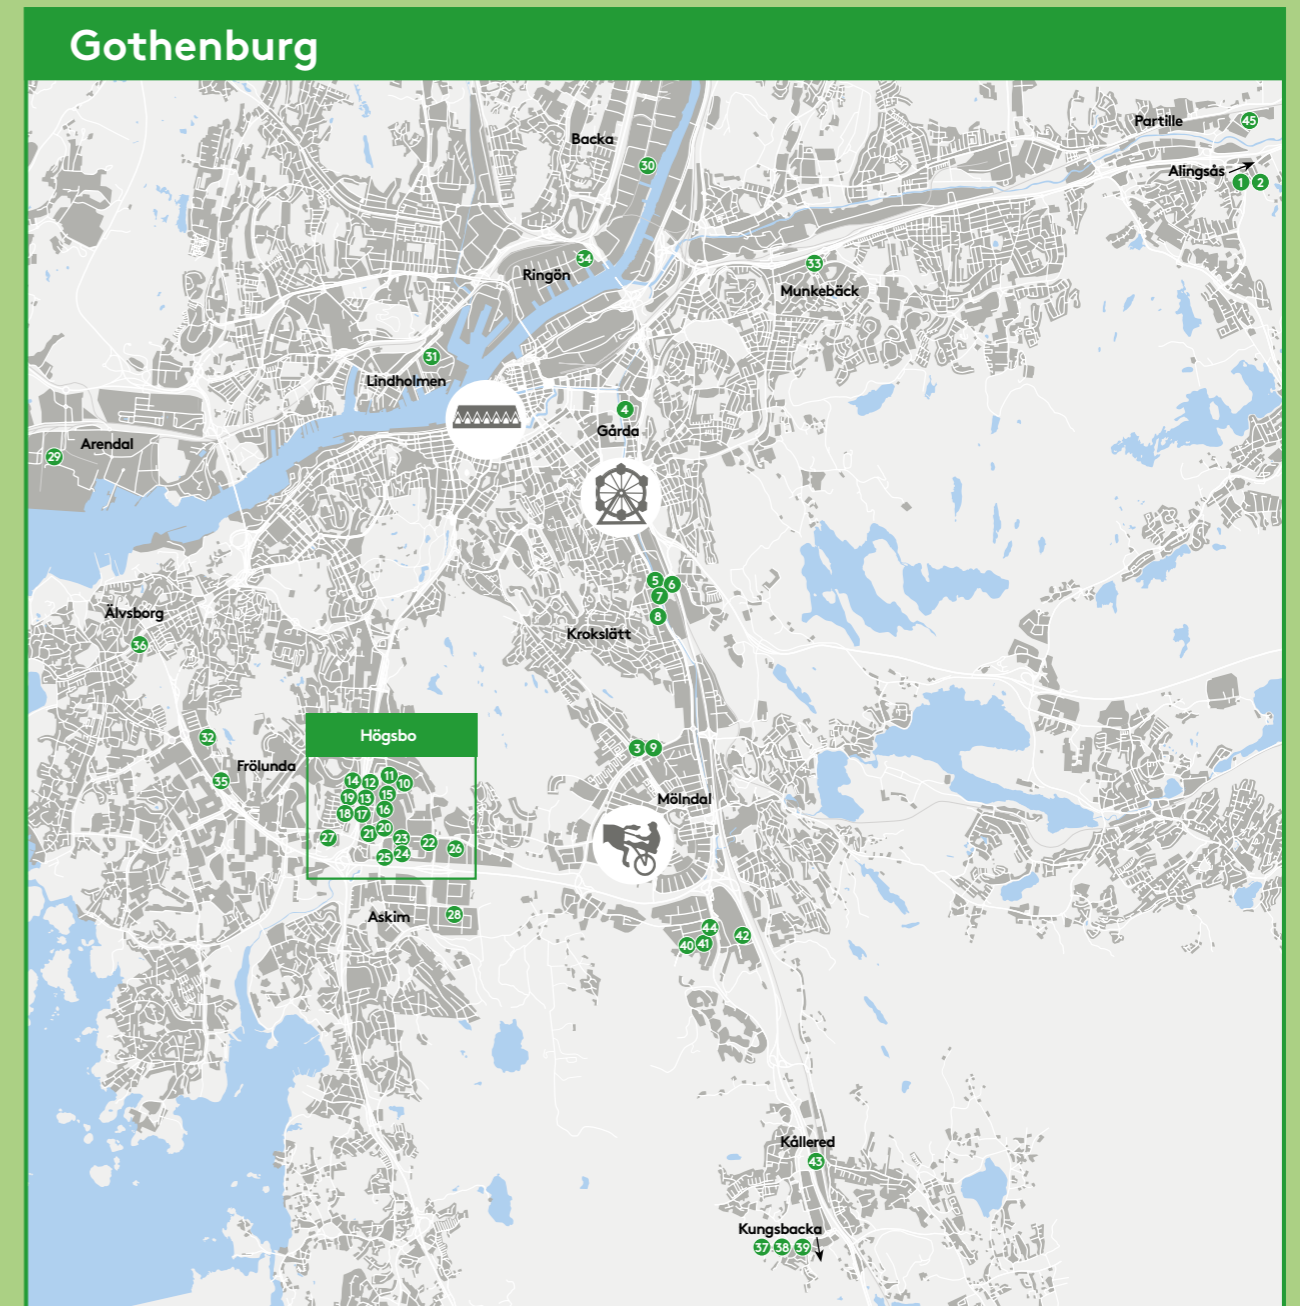 Gothenburg
Backa
30
Partille
45
Alingsås
1 2
Ringön
34
33
Munkebäck
31
Lindholmen
4
Gårda
Arendal
29
5 6
7
8
Krokslätt
Älvsborg
36
Högsbo
32
Frölunda
35
3 9
Mölndal
14 12 11 10
19 13 15
18 17 16
27 21 20
23 22 26
25 24
Askim
28
44
40 41 42
Kållered
43
Kungsbacka
37 38 39